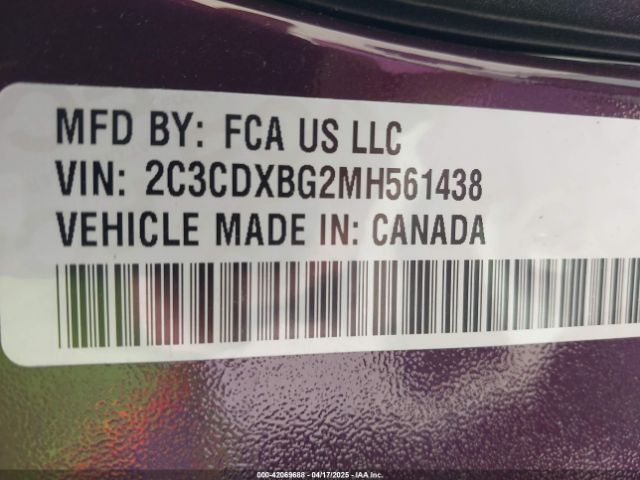 MFD BY: FCA US LLC
VIN: 2C3CDXBG2MH561438
VEHICLE MADE IN: CANADA
000-42069688 04/17/2025 IAA Inc.